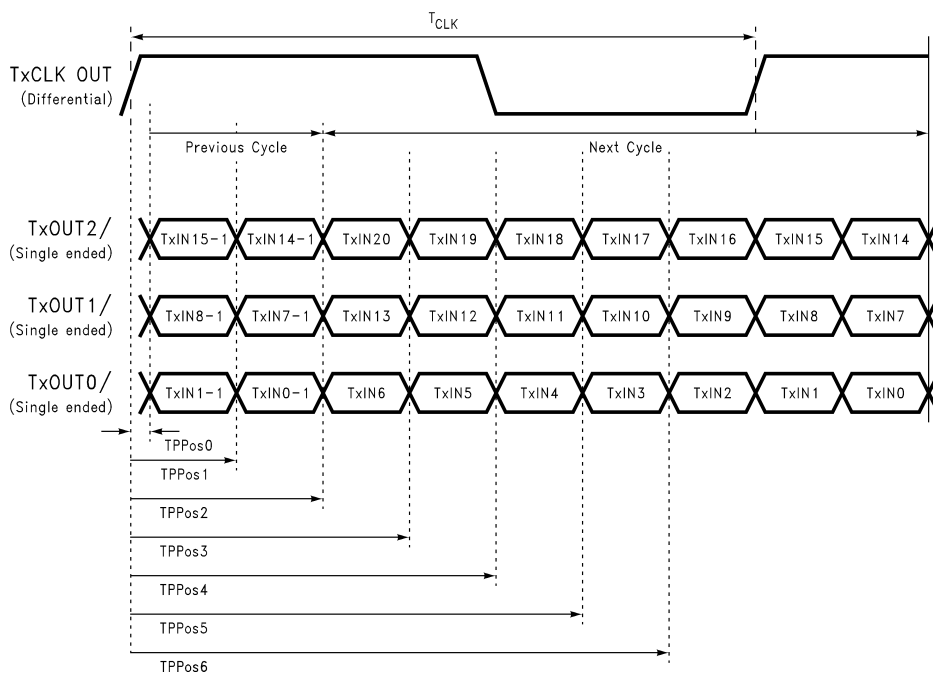 TCLK
TxCLK OUT
(Differential)
Previous Cycle
Next Cycle
TxOUT2/
(Single ended)
TxIN15-1 TxIN14-1 TxIN20 TxIN19 TxIN18 TxIN17 TxIN16 TxIN15 TxIN14
TxOUT1/
(Single ended)
TxIN8-1 TxIN7-1 TxIN13 TxIN12 TxIN11 TxIN10 TxIN9 TxIN8 TxIN7
TxOUT0/
(Single ended)
TxIN1-1 TxIN0-1 TxIN6 TxIN5 TxIN4 TxIN3 TxIN2 TxIN1 TxIN0
TPPos0
TPPos1
TPPos2
TPPos3
TPPos4
TPPos5
TPPos6